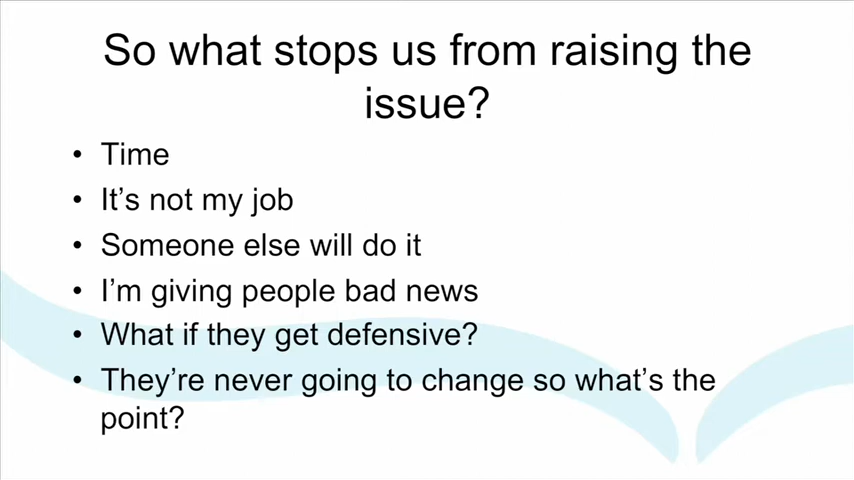 So what stops us from raising the
issue?
• Time
• It’s not my job
• Someone else will do it
• I’m giving people bad news
• What if they get defensive?
• They’re never going to change so what’s the
point?